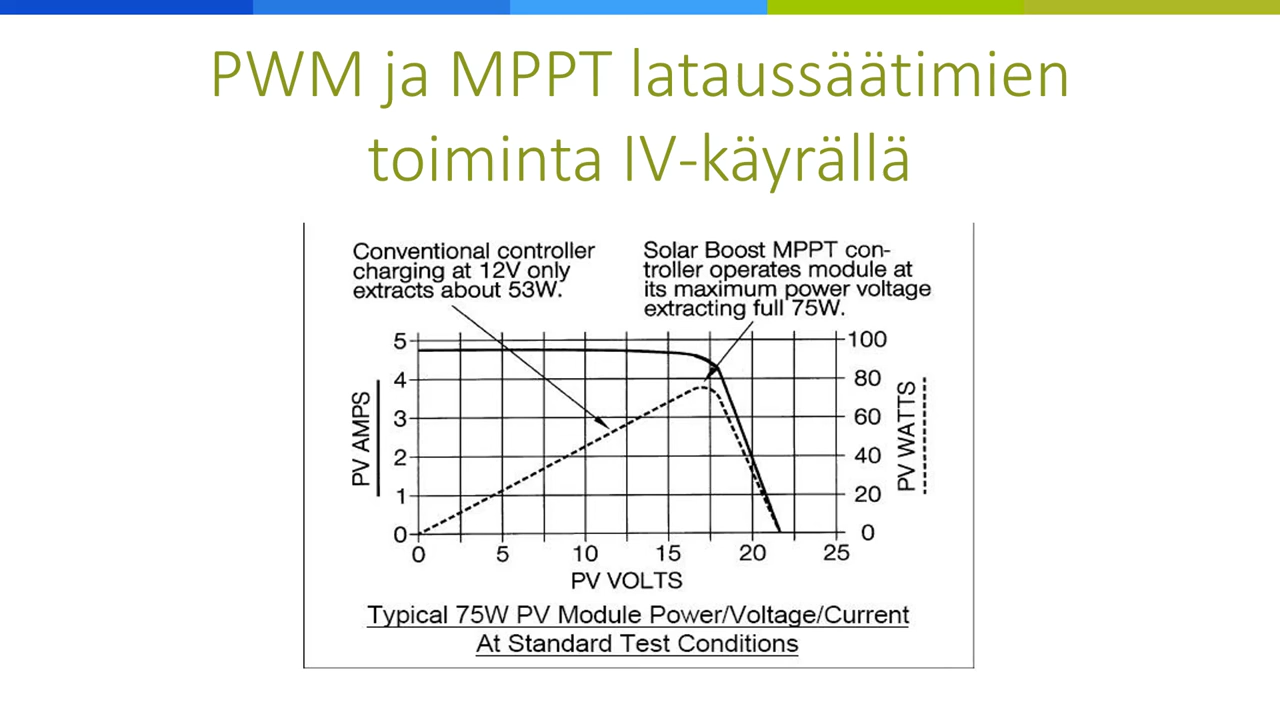 PWM ja MPPT lataussäätimien
toiminta IV-käyrällä
Conventional controller
charging at 12V only
extracts about 53W.
Solar Boost MPPT con-
troller operates module at
its maximum power voltage
extracting full 75W.
5
4
3
2
1
0
PV AMPS
100
80
60
40
20
0
PV WATTS
0 5 10 15 20 25
PV VOLTS
Typical 75W PV Module Power/Voltage/Current
At Standard Test Conditions